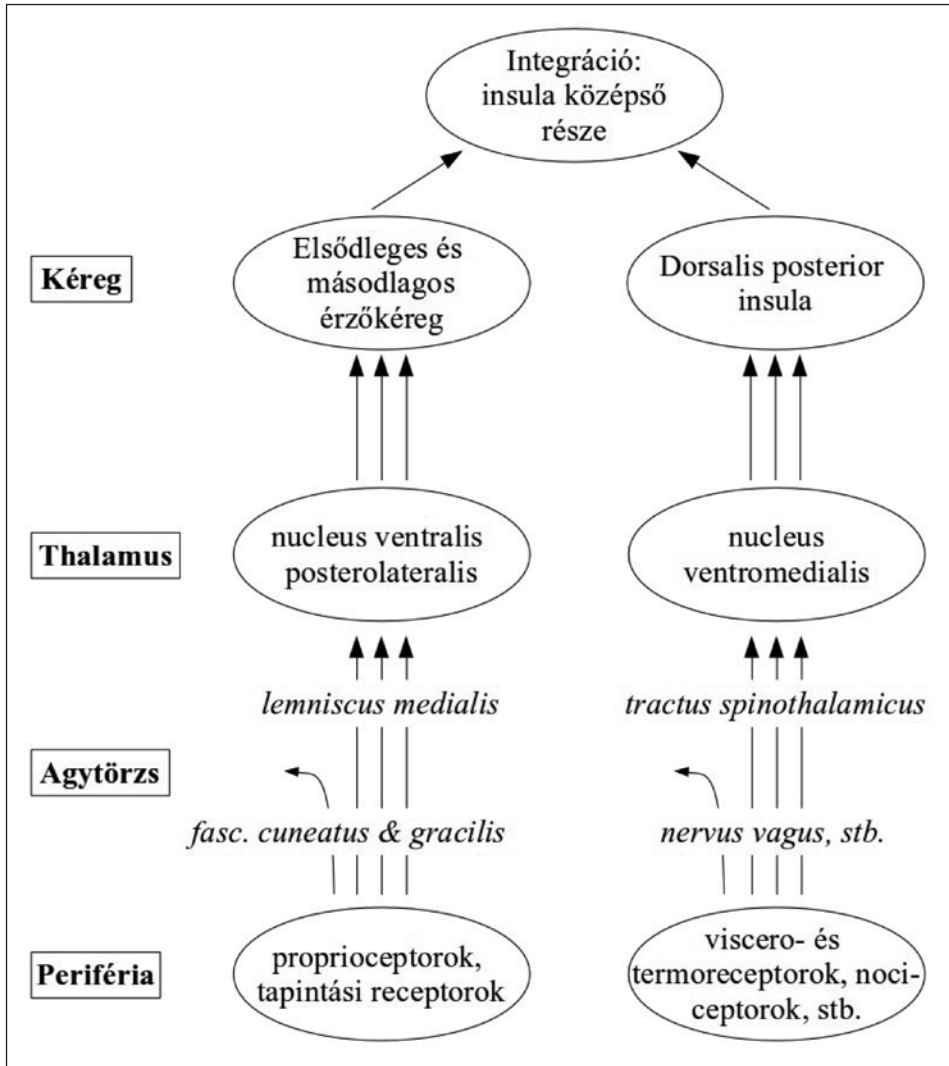 Integráció:
insula középső
része
Kéreg
Elsődleges és
másodlagos
érzőkéreg
Dorsalis posterior
insula
Thalamus
nucleus ventralis
posterolateralis
nucleus
ventromedialis
lemniscus medialis
tractus spinothalamicus
Agytörzs
fasc. cuneatus & gracilis
nervus vagus, stb.
Periféria
proprioceptorok,
tapintási receptorok
viscero- és
termoreceptorok, noci-
ceptorok, stb.